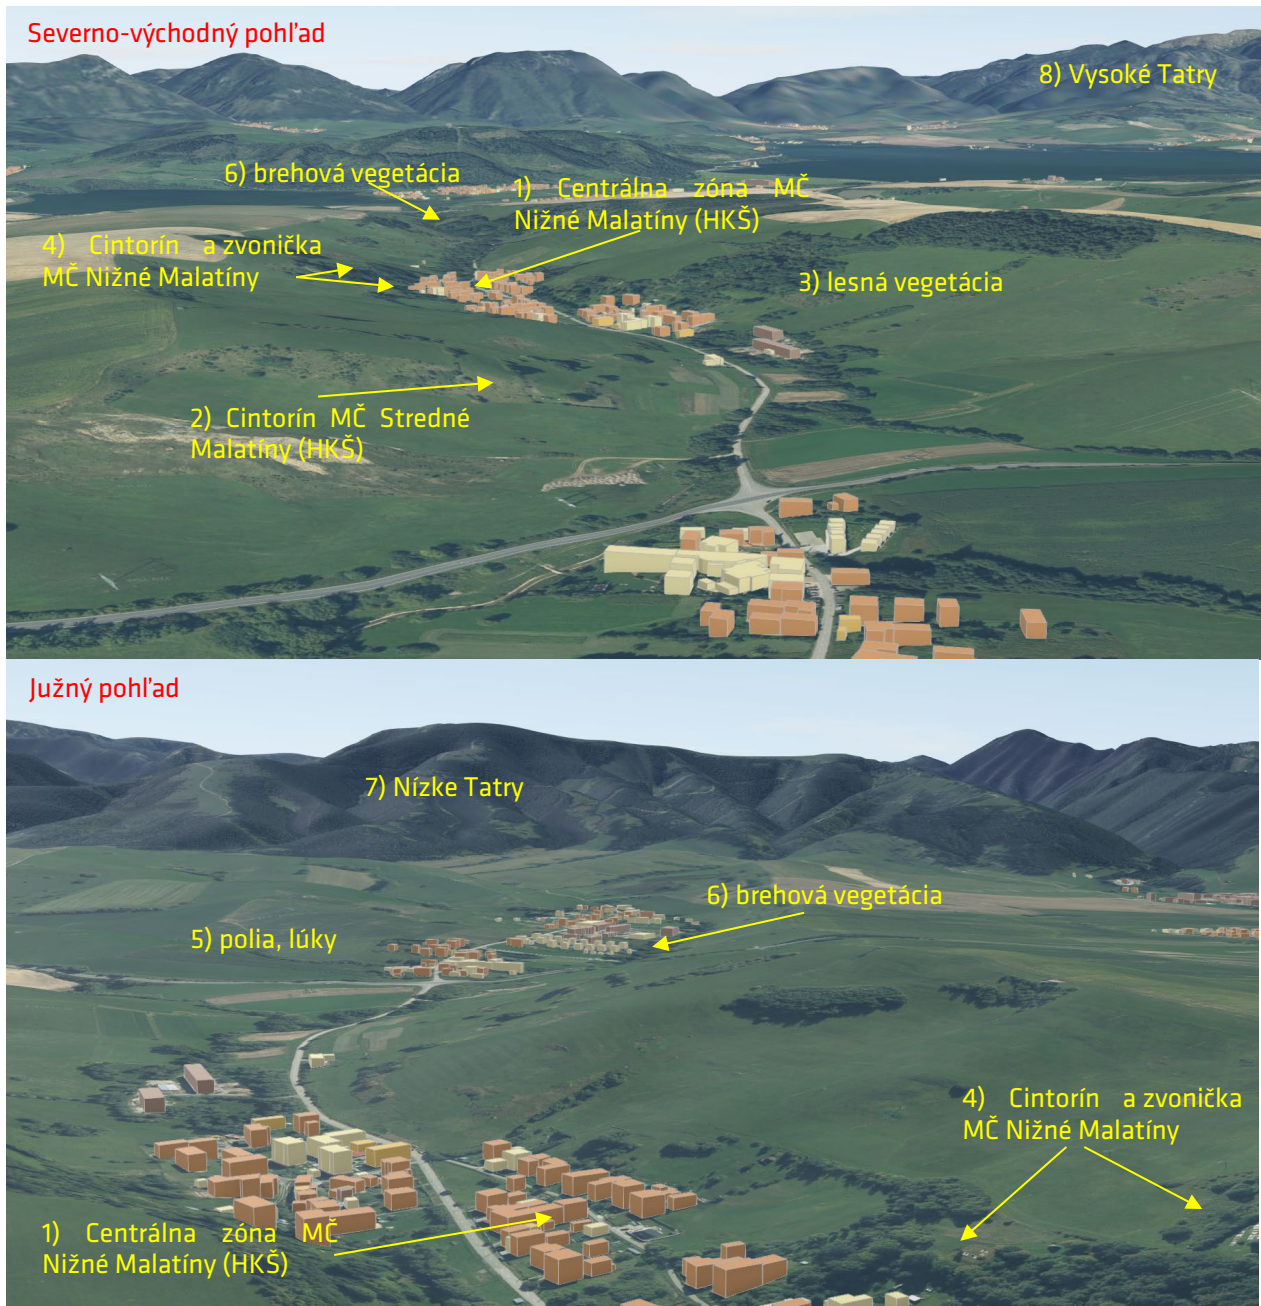 Severno-východný pohľad
8) Vysoké Tatry
6) brehová vegetácia
1) Centrálna zóna MČ
Nižné Malatíny (HKŠ)
4) Cintorín a zvonička
MČ Nižné Malatíny
3) lesná vegetácia
2) Cintorín MČ Stredné
Malatíny (HKŠ)
Južný pohľad
7) Nízke Tatry
6) brehová vegetácia
5) polia, lúky
4) Cintorín a zvonička
MČ Nižné Malatíny
1) Centrálna zóna MČ
Nižné Malatíny (HKŠ)